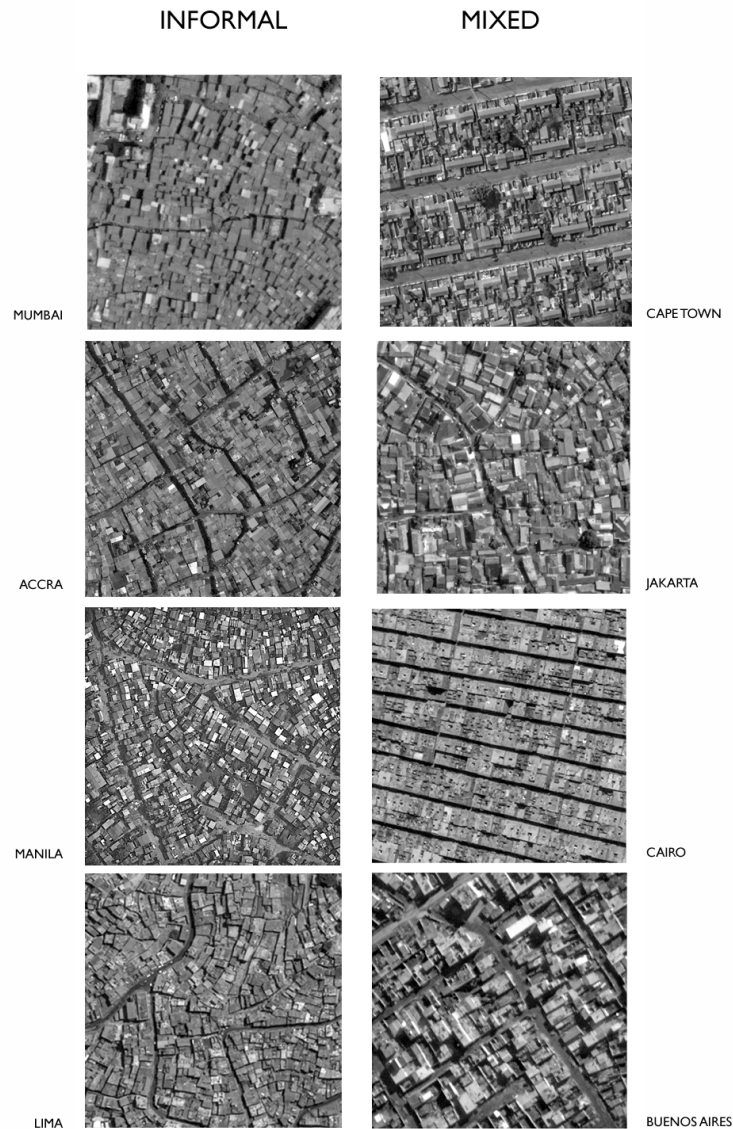 INFORMAL MIXED
MUMBAI CAPE TOWN
ACCRA JAKARTA
MANILA CAIRO
LIMA BUENOS AIRES